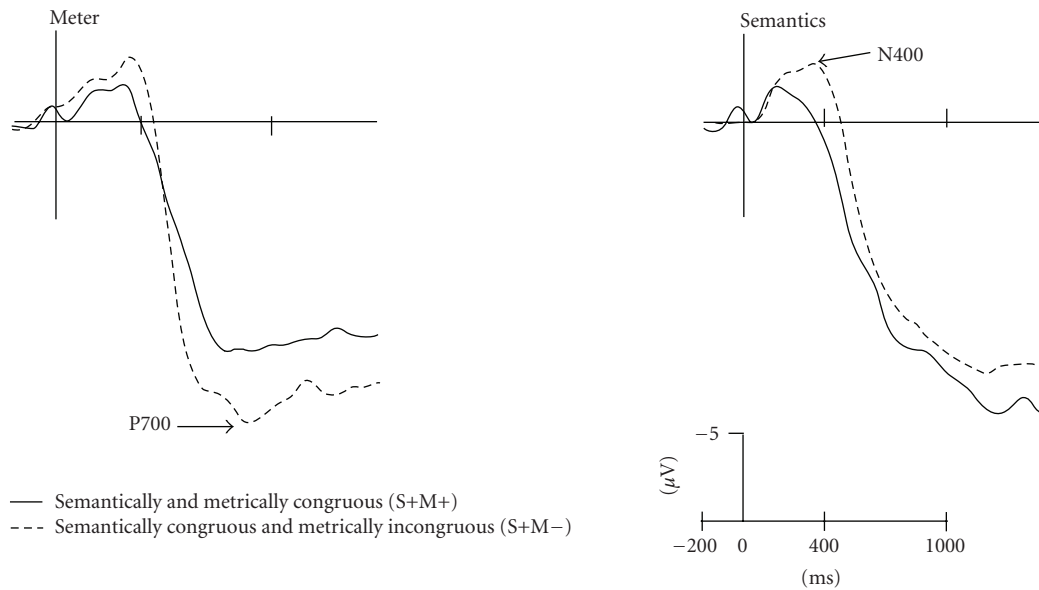 Meter
P700
Semantically and metrically congruous (S+M+)
Semantically congruous and metrically incongruous (S+M−)
Semantics
N400
−5
(μV)
−200 0 400 1000
(ms)